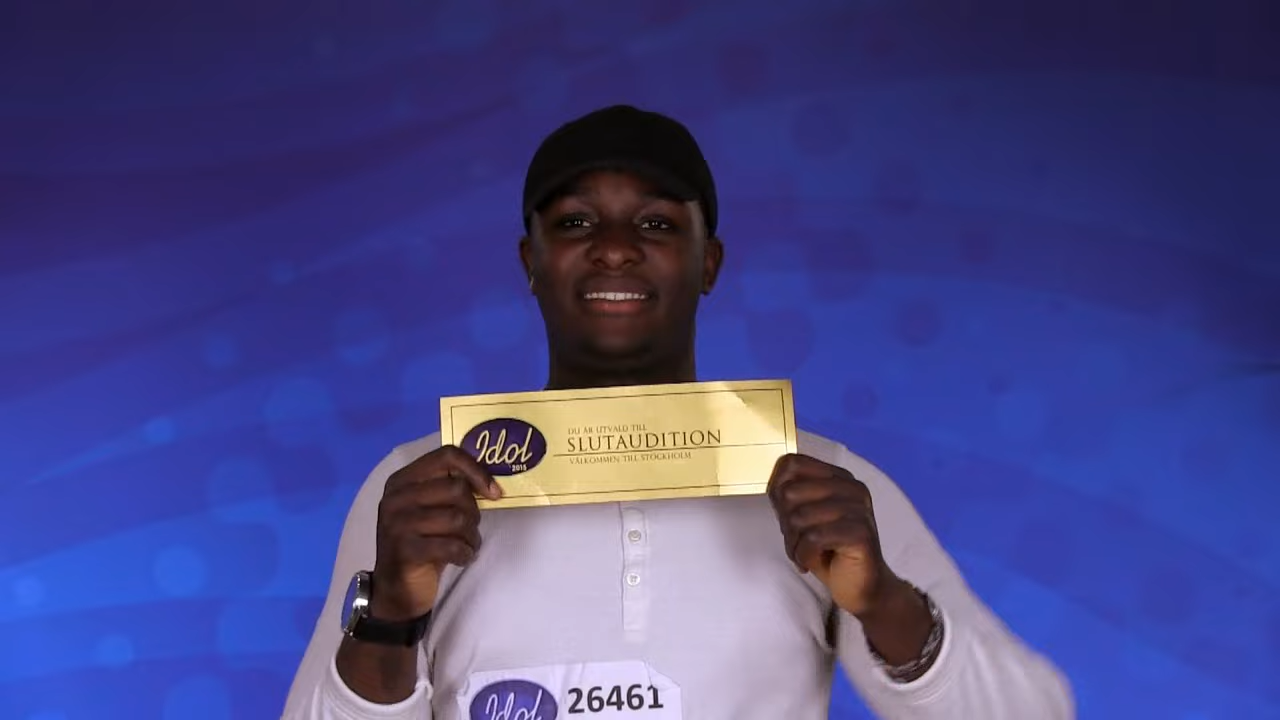 Idol
2015
DU ÄR UTVALD TILL
SLUTAUDITION
VÄLKOMMEN TILL STOCKHOLM
Idol
26461